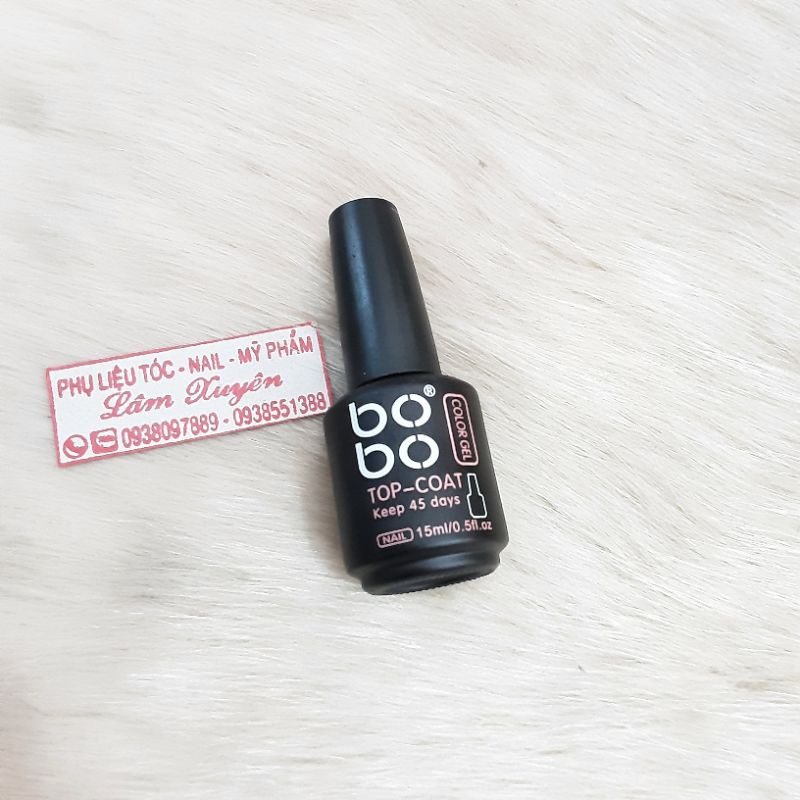 PHỤ LIỆU TÓC - NAIL - MỸ PHẨM
Lâm Xuyên
0938097889 - 0938551388
bo®
bo
COLOR GEL
TOP-COAT
Keep 45 days
NAIL 15ml/0.5fl.oz